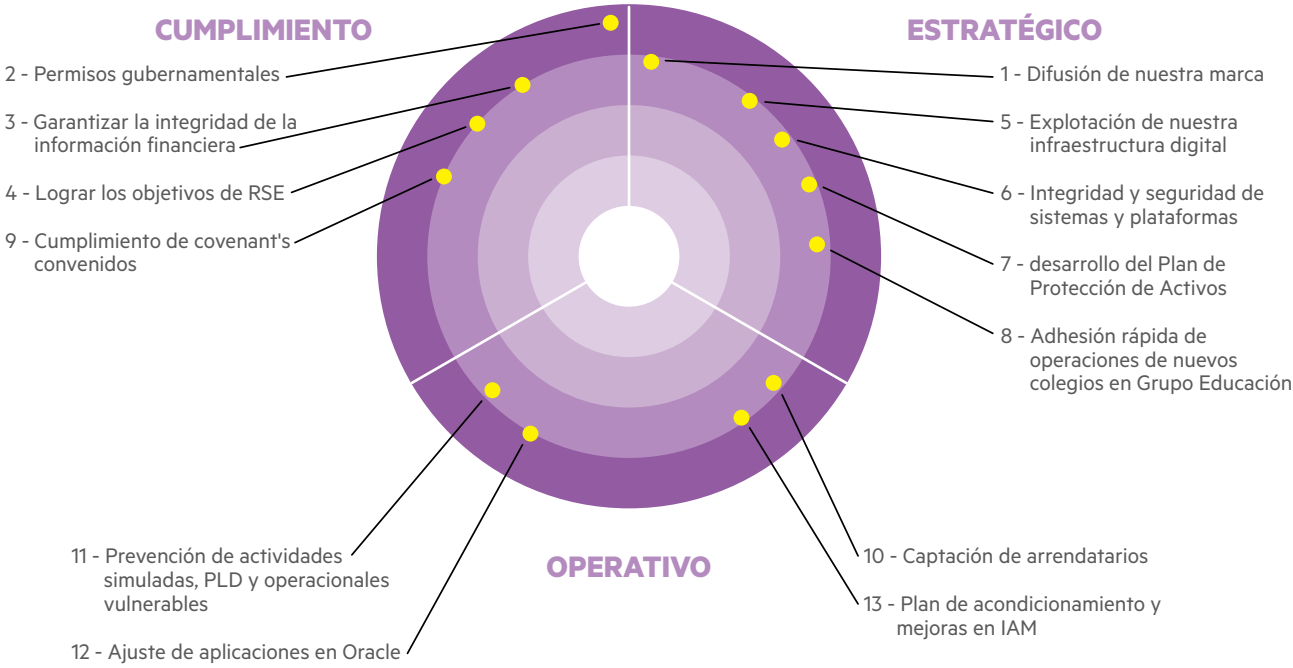 CUMPLIMIENTO
2 - Permisos gubernamentales
3 - Garantizar la integridad de la
información financiera
4 - Lograr los objetivos de RSE
9 - Cumplimiento de covenant's
convenidos
ESTRATÉGICO
1 - Difusión de nuestra marca
5 - Explotación de nuestra
infraestructura digital
6 - Integridad y seguridad de
sistemas y plataformas
7 - desarrollo del Plan de
Protección de Activos
8 - Adhesión rápida de
operaciones de nuevos
colegios en Grupo Educación
11 - Prevención de actividades
simuladas, PLD y operacionales
vulnerables
12 - Ajuste de aplicaciones en Oracle
OPERATIVO
10 - Captación de arrendatarios
13 - Plan de acondicionamiento y
mejoras en IAM